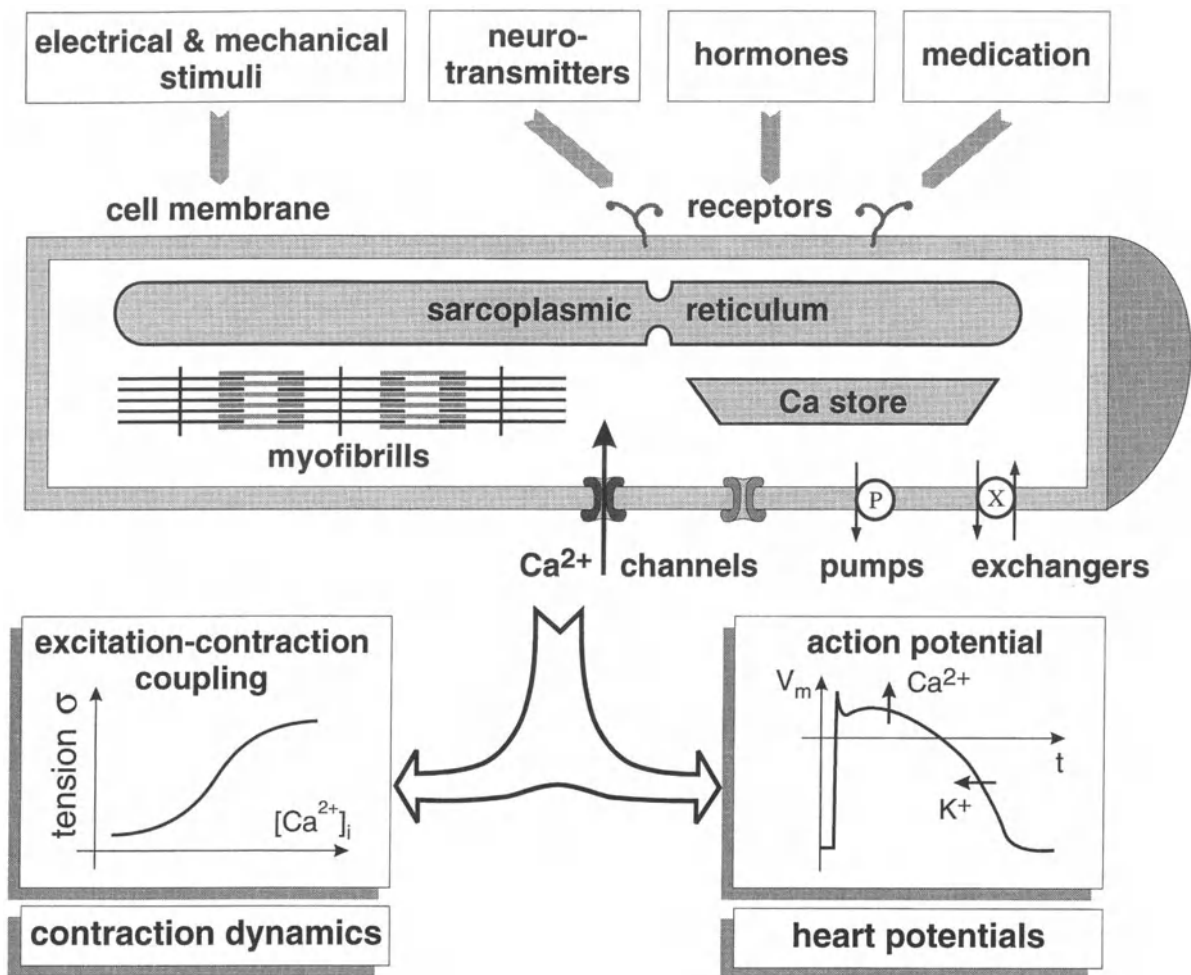 electrical & mechanical
stimuli
neuro-
transmitters
hormones
medication
cell membrane
receptors
sarcoplasmic reticulum
myofibrills
Ca store
P
X
Ca²⁺ channels
pumps
exchangers
excitation-contraction
coupling
tension σ
[Ca²⁺]ᵢ
contraction dynamics
action potential
Vₘ
Ca²⁺
t
K⁺
heart potentials